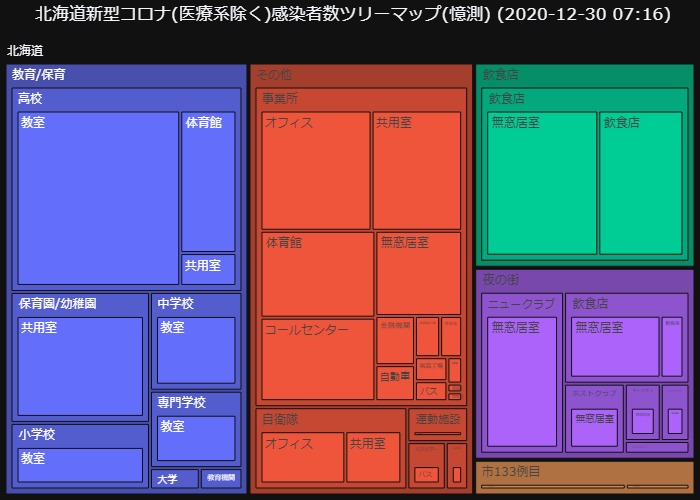 北海道新型コロナ(医療系除く)感染者数ツリーマップ(憶測) (2020-12-30 07:16)
北海道
教育/保育
高校
教室
体育館
共用室
保育園/幼稚園
共用室
中学校
教室
専門学校
教室
小学校
教室
大学
教育機関
その他
事業所
オフィス
共用室
体育館
無窓居室
コールセンター
金融機関
自動車
バス
自衛隊
オフィス
共用室
運動施設
バス
飲食店
飲食店
無窓居室
飲食店
夜の街
ニュークラブ
無窓居室
飲食店
無窓居室
ホストクラブ
無窓居室
市133例目